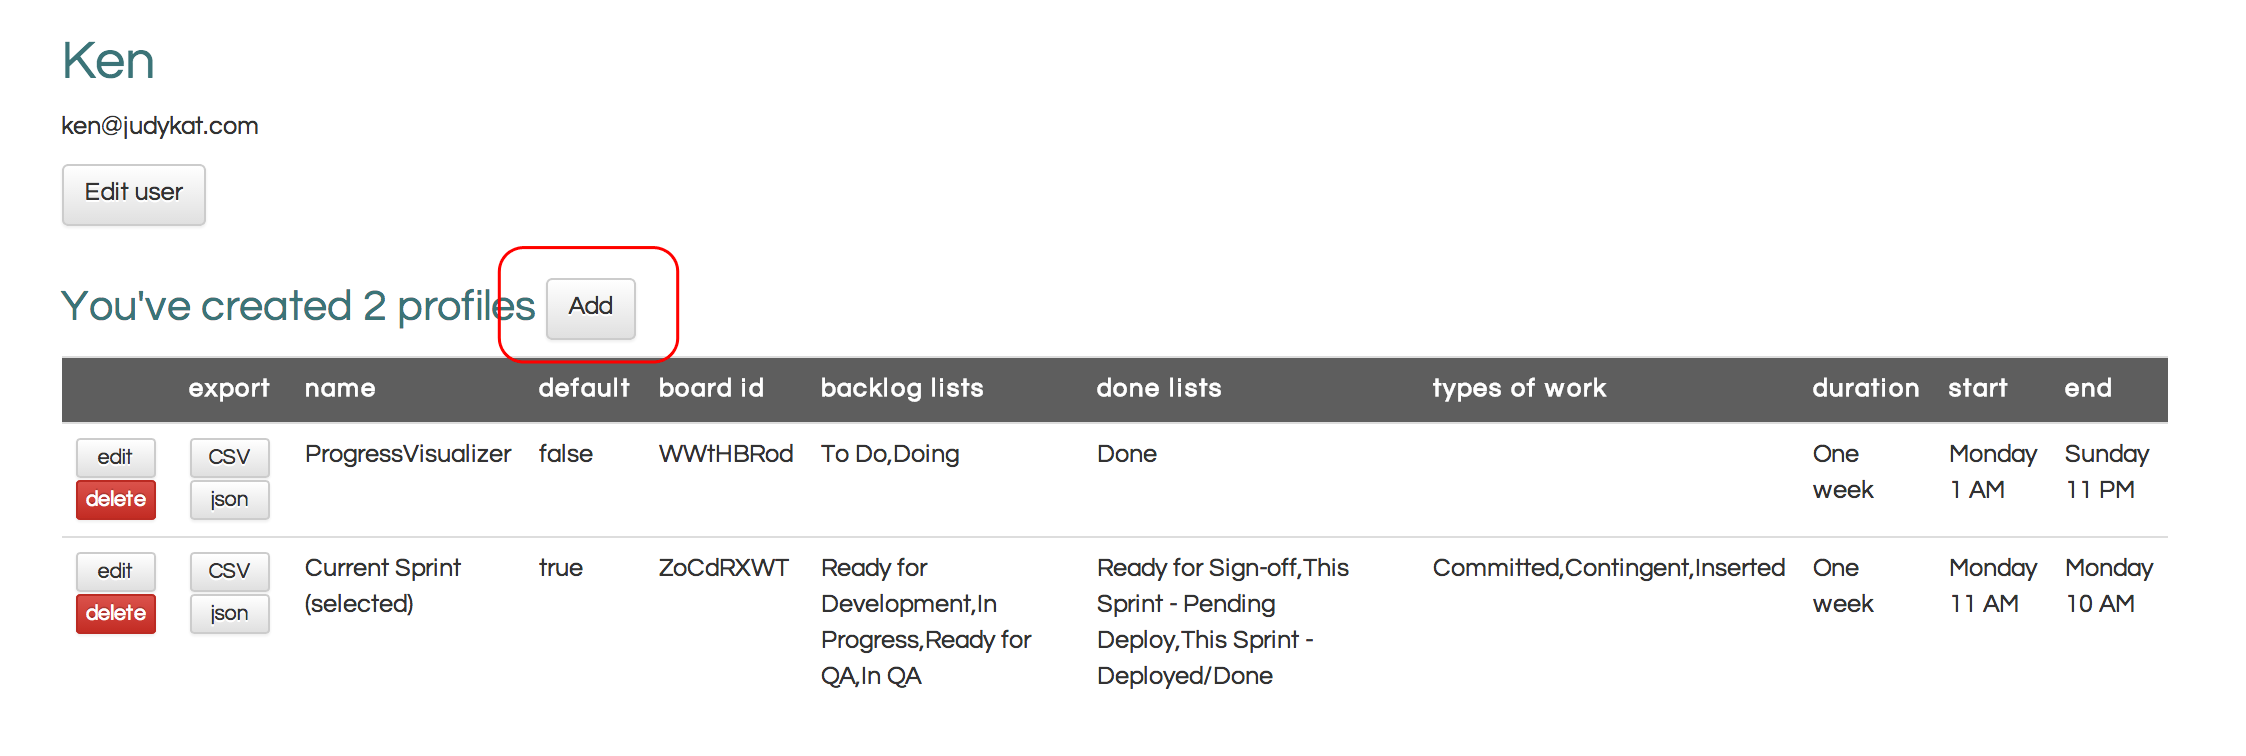 Ken
ken@judykat.com
Edit user
You've created 2 profiles Add
export name default board id backlog lists done lists types of work duration start end
edit CSV ProgressVisualizer false WWtHBRod To Do,Doing Done One Monday Sunday
delete json week 1 AM 11 PM
edit CSV Current Sprint true ZoCdRXWT Ready for Ready for Sign-off,This Committed,Contingent,Inserted One Monday Monday
delete json (selected) Development,In Sprint - Pending week 11 AM 10 AM
Progress,Ready for Deploy,This Sprint -
QA,In QA Deployed/Done